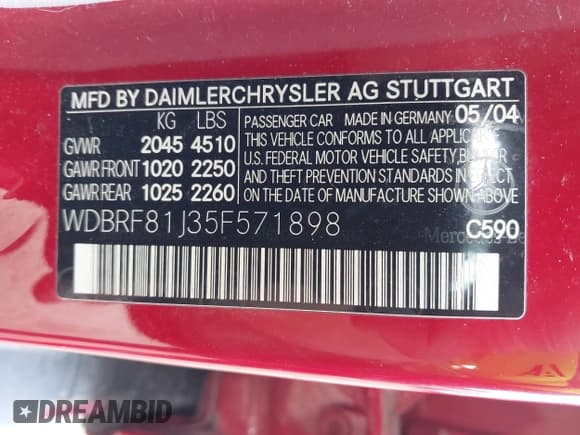 MFD BY DAIMLERCHRYSLER AG STUTTGART
KG LBS
GVWR 2045 4510
GAWR FRONT 1020 2250
GAWR REAR 1025 2260
PASSENGER CAR MADE IN GERMANY 05/04
THIS VEHICLE CONFORMS TO ALL APPLICABLE
U.S. FEDERAL MOTOR VEHICLE SAFETY, BUMPER
AND THEFT PREVENTION STANDARDS IN
ON THE DATE OF MANUFACTURE SHOWN ABOVE
WDBRF81J35F571898
C590
Mercedes Be
DREAMBID